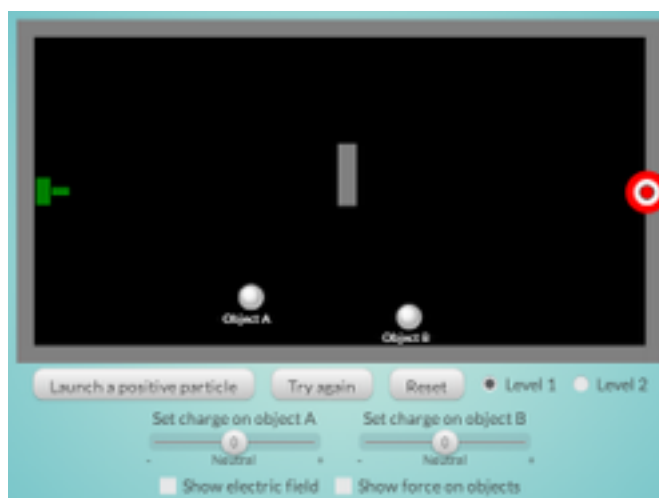 Object A
Object B
Launch a positive particle Try again Reset Level 1 Level 2
Set charge on object A Set charge on object B
0 0
- Neutral + - Neutral +
Show electric field Show force on objects